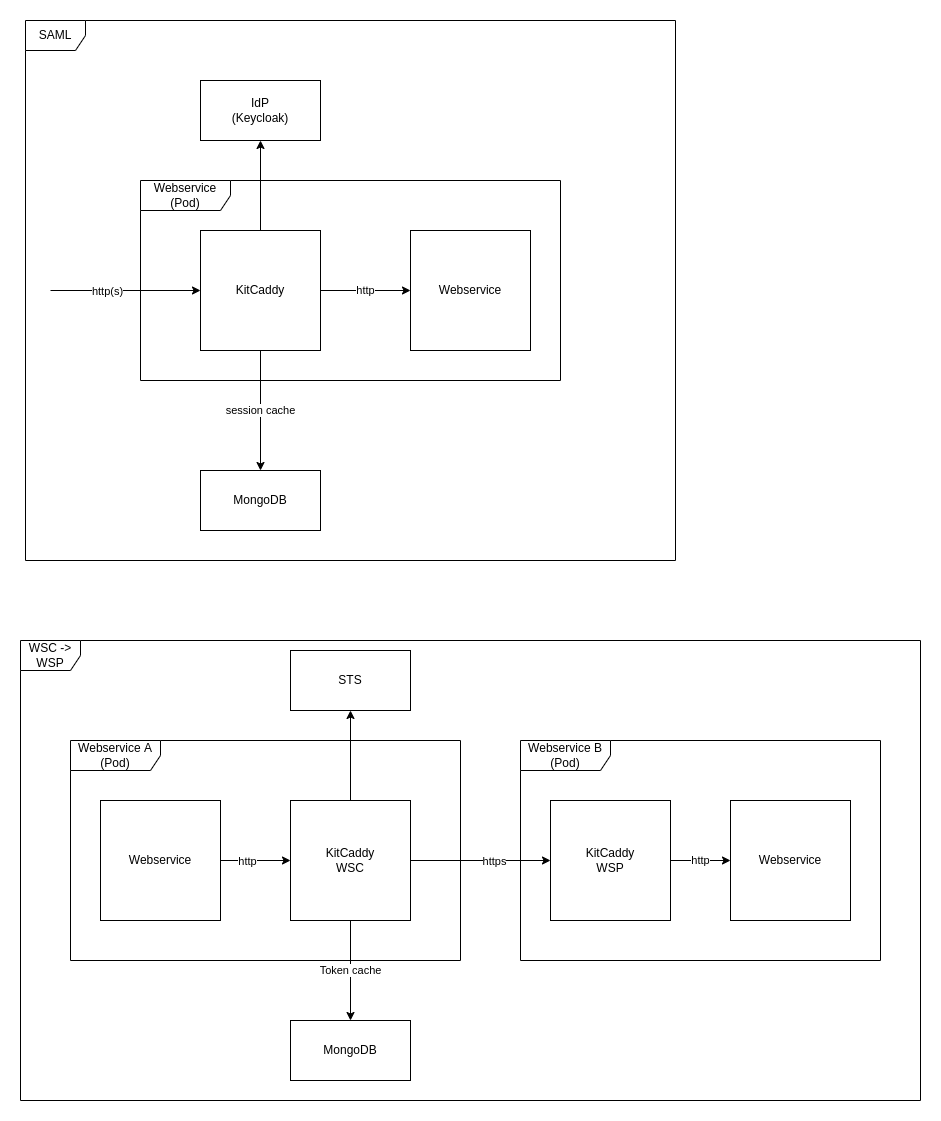 SAML
IdP
(Keycloak)
Webservice
(Pod)
http(s)
KitCaddy
http
Webservice
session cache
MongoDB
WSC ->
WSP
STS
Webservice A
(Pod)
Webservice B
(Pod)
Webservice
http
KitCaddy
WSC
https
KitCaddy
WSP
http
Webservice
Token cache
MongoDB